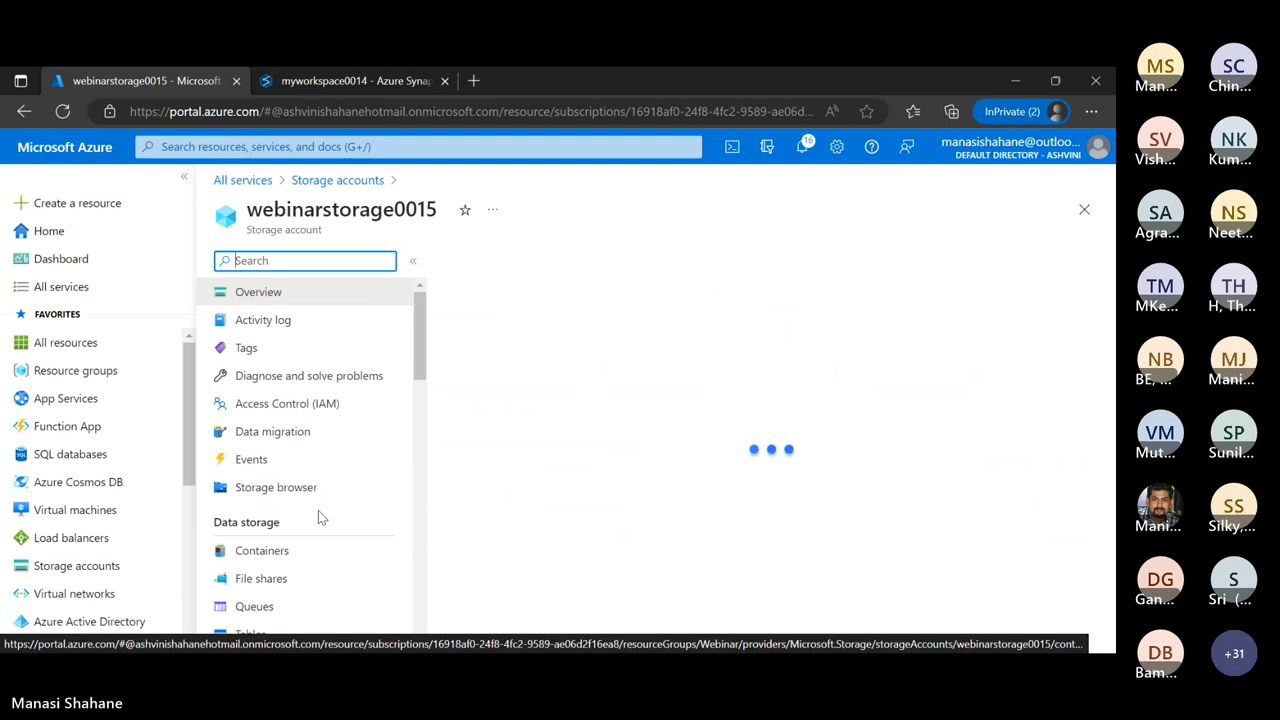 webinarstorage0015 - Microsoft
myworkspace0014 - Azure Synap
https://portal.azure.com/#@ashvinishahanehotmail.onmicrosoft.com/resource/subscriptions/16918af0-24f8-4fc2-9589-ae06d...
InPrivate (2)
Microsoft Azure
Search resources, services, and docs (G+/)
16
manasishahane@outloo...
DEFAULT DIRECTORY - ASHVINI
Create a resource
Home
Dashboard
All services
FAVORITES
All resources
Resource groups
App Services
Function App
SQL databases
Azure Cosmos DB
Virtual machines
Load balancers
Storage accounts
Virtual networks
Azure Active Directory
All services > Storage accounts >
webinarstorage0015
Storage account
Search
Overview
Activity log
Tags
Diagnose and solve problems
Access Control (IAM)
Data migration
Events
Storage browser
Data storage
Containers
File shares
Queues
https://portal.azure.com/#@ashvinishahanehotmail.onmicrosoft.com/resource/subscriptions/16918af0-24f8-4fc2-9589-ae06d2f16ea8/resourceGroups/Webinar/providers/Microsoft.Storage/storageAccounts/webinarstorage0015/cont...
MS
Man...
SC
Chin...
SV
Vish...
NK
Kum...
SA
Agra...
NS
Neet...
TM
MKe...
TH
H, Th...
NB
BE, ...
MJ
Mani...
VM
Mut...
SP
Sunil...
Mani...
SS
Silky,...
DG
Gan...
S
Sri (...
DB
Bam...
+31
Manasi Shahane